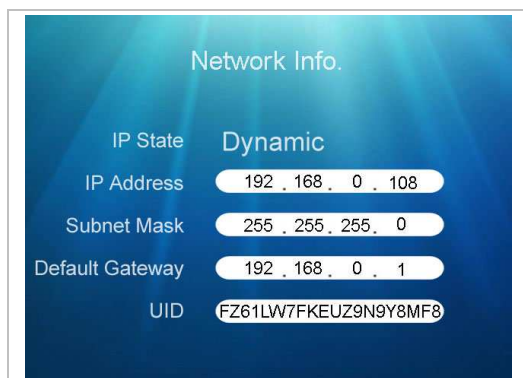 Network Info.
IP State Dynamic
IP Address 192 . 168 . 0 . 108
Subnet Mask 255 . 255 . 255 . 0
Default Gateway 192 . 168 . 0 . 1
UID FZ61LW7FKEUZ9N9Y8MF8